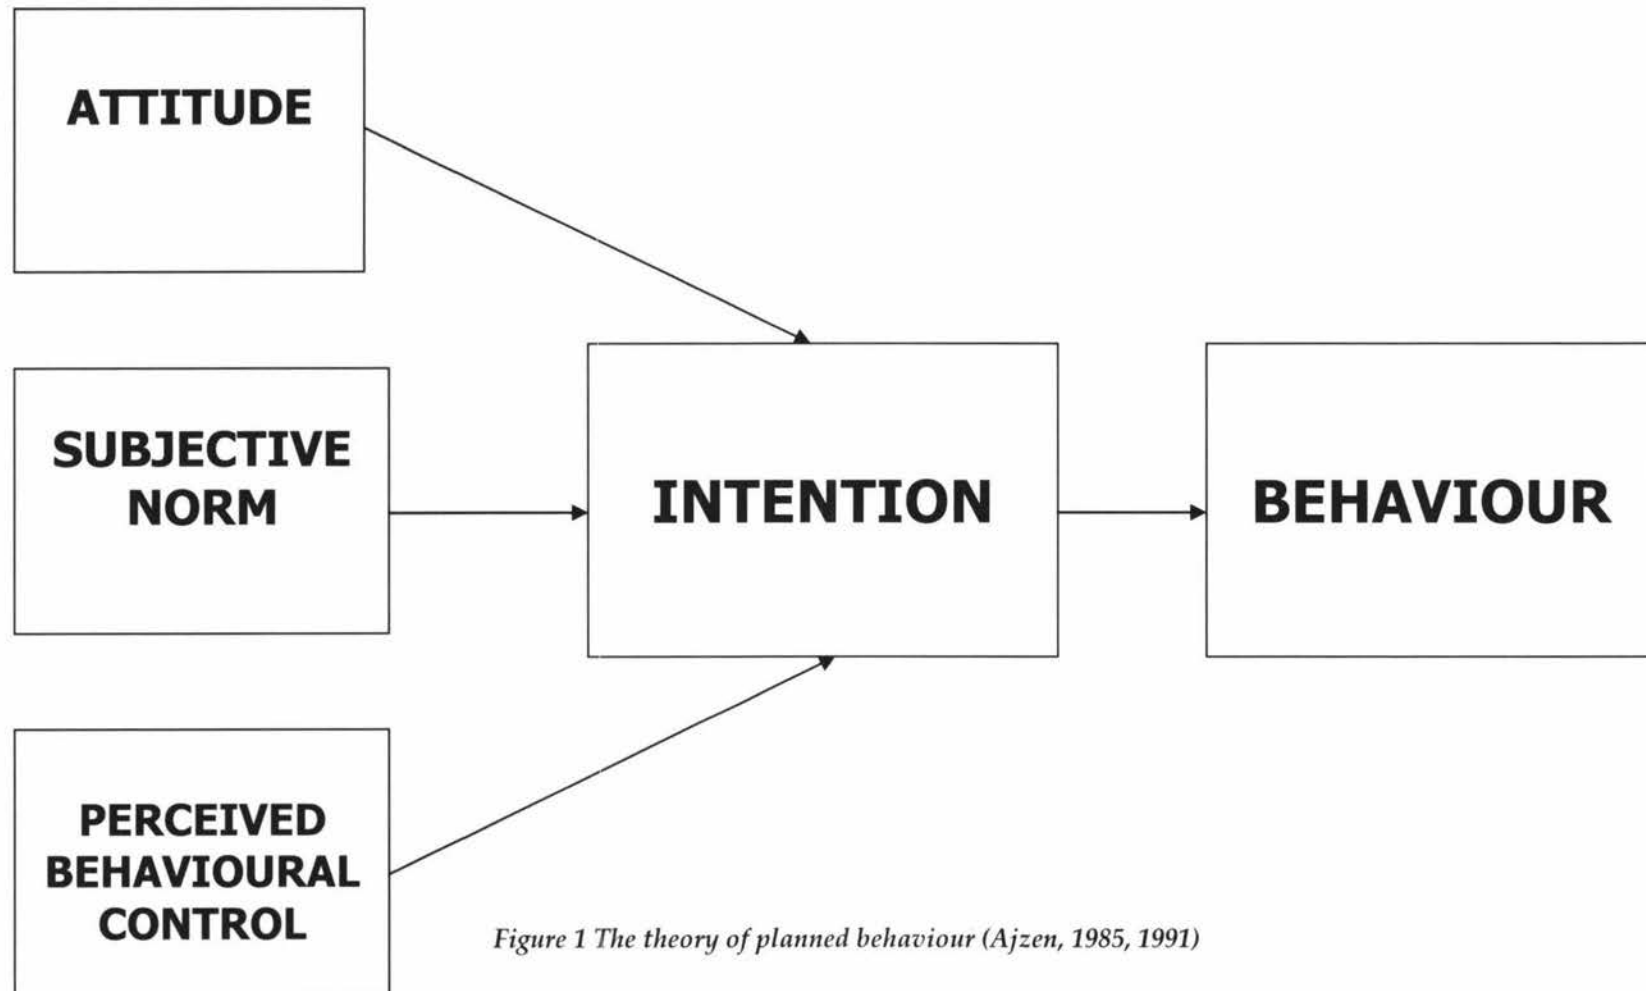 ATTITUDE
SUBJECTIVE
NORM
INTENTION
BEHAVIOUR
PERCEIVED
BEHAVIOURAL
CONTROL
Figure 1 The theory of planned behaviour (Ajzen, 1985, 1991)